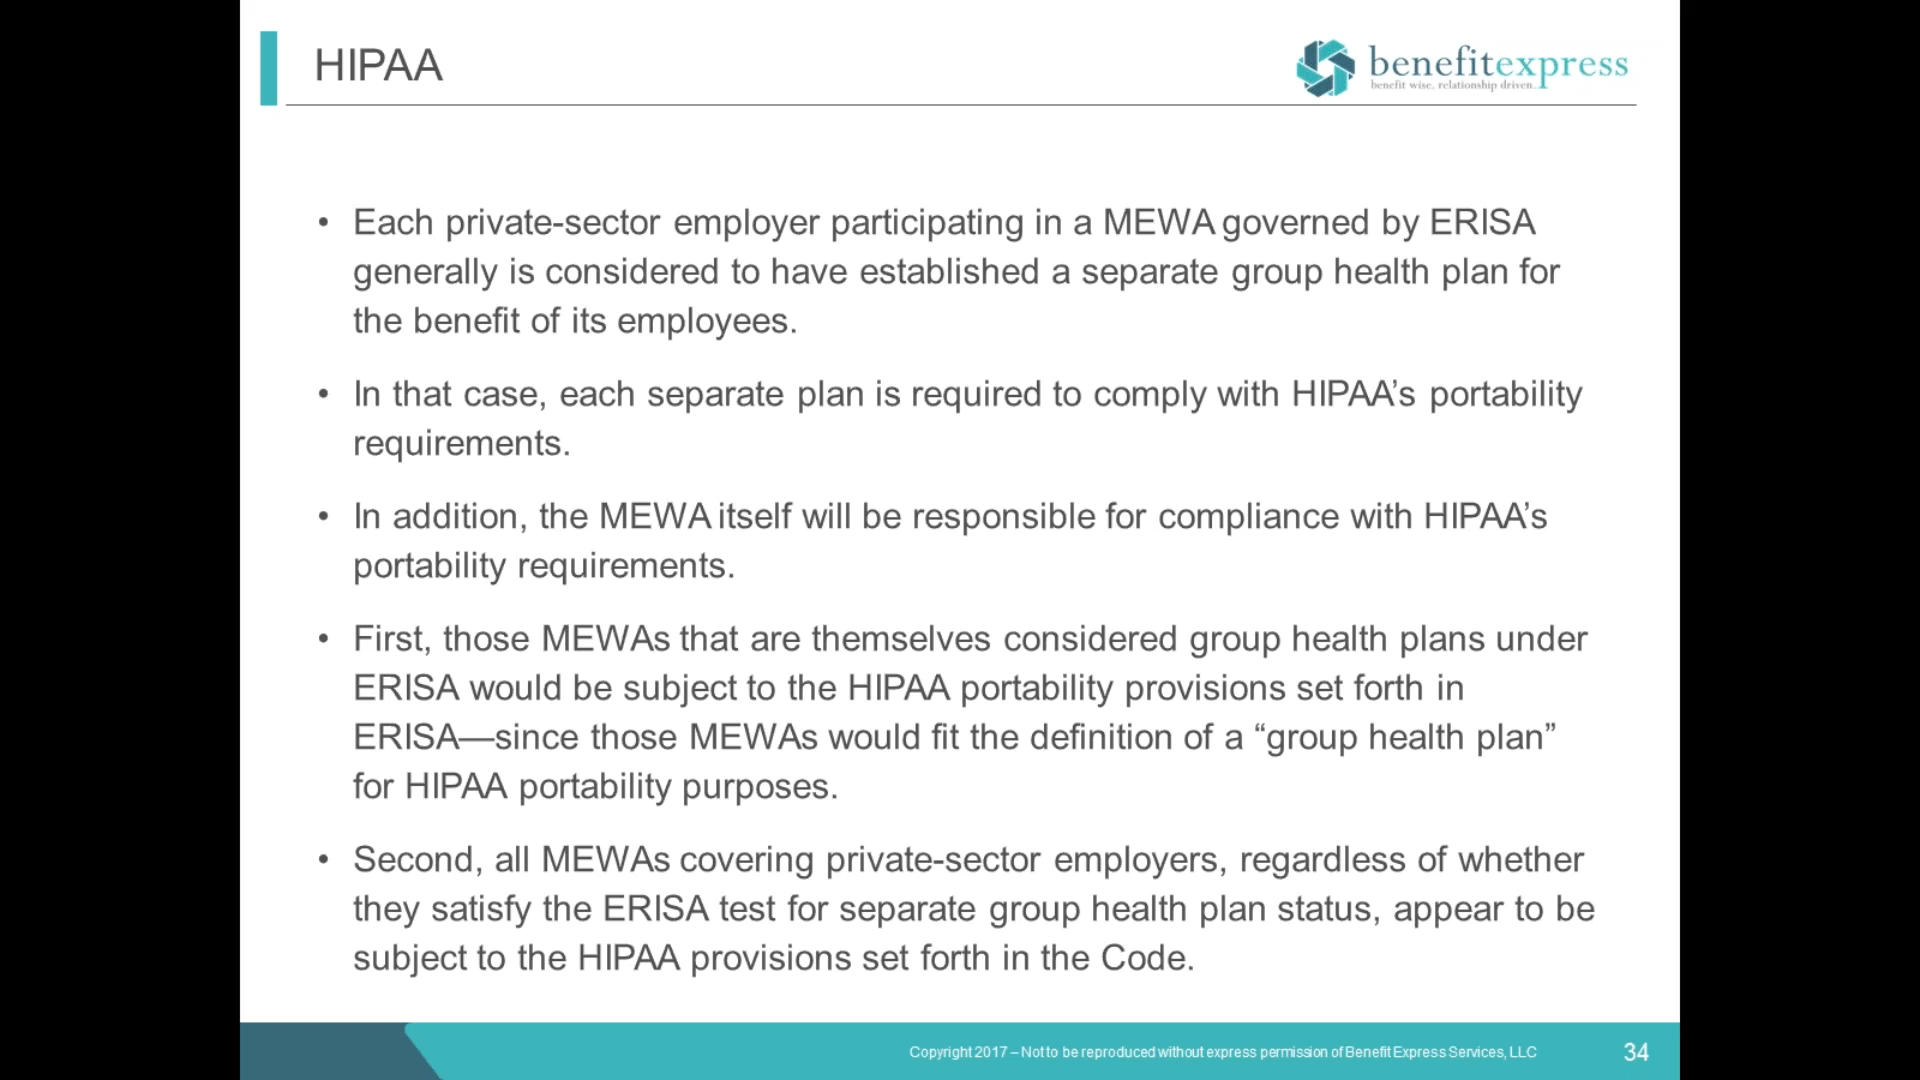 HIPAA
benefitexpress
benefit wise. relationship driven.
• Each private-sector employer participating in a MEWA governed by ERISA
generally is considered to have established a separate group health plan for
the benefit of its employees.
• In that case, each separate plan is required to comply with HIPAA’s portability
requirements.
• In addition, the MEWA itself will be responsible for compliance with HIPAA’s
portability requirements.
• First, those MEWAs that are themselves considered group health plans under
ERISA would be subject to the HIPAA portability provisions set forth in
ERISA—since those MEWAs would fit the definition of a “group health plan”
for HIPAA portability purposes.
• Second, all MEWAs covering private-sector employers, regardless of whether
they satisfy the ERISA test for separate group health plan status, appear to be
subject to the HIPAA provisions set forth in the Code.
Copyright 2017 – Not to be reproduced without express permission of Benefit Express Services, LLC
34